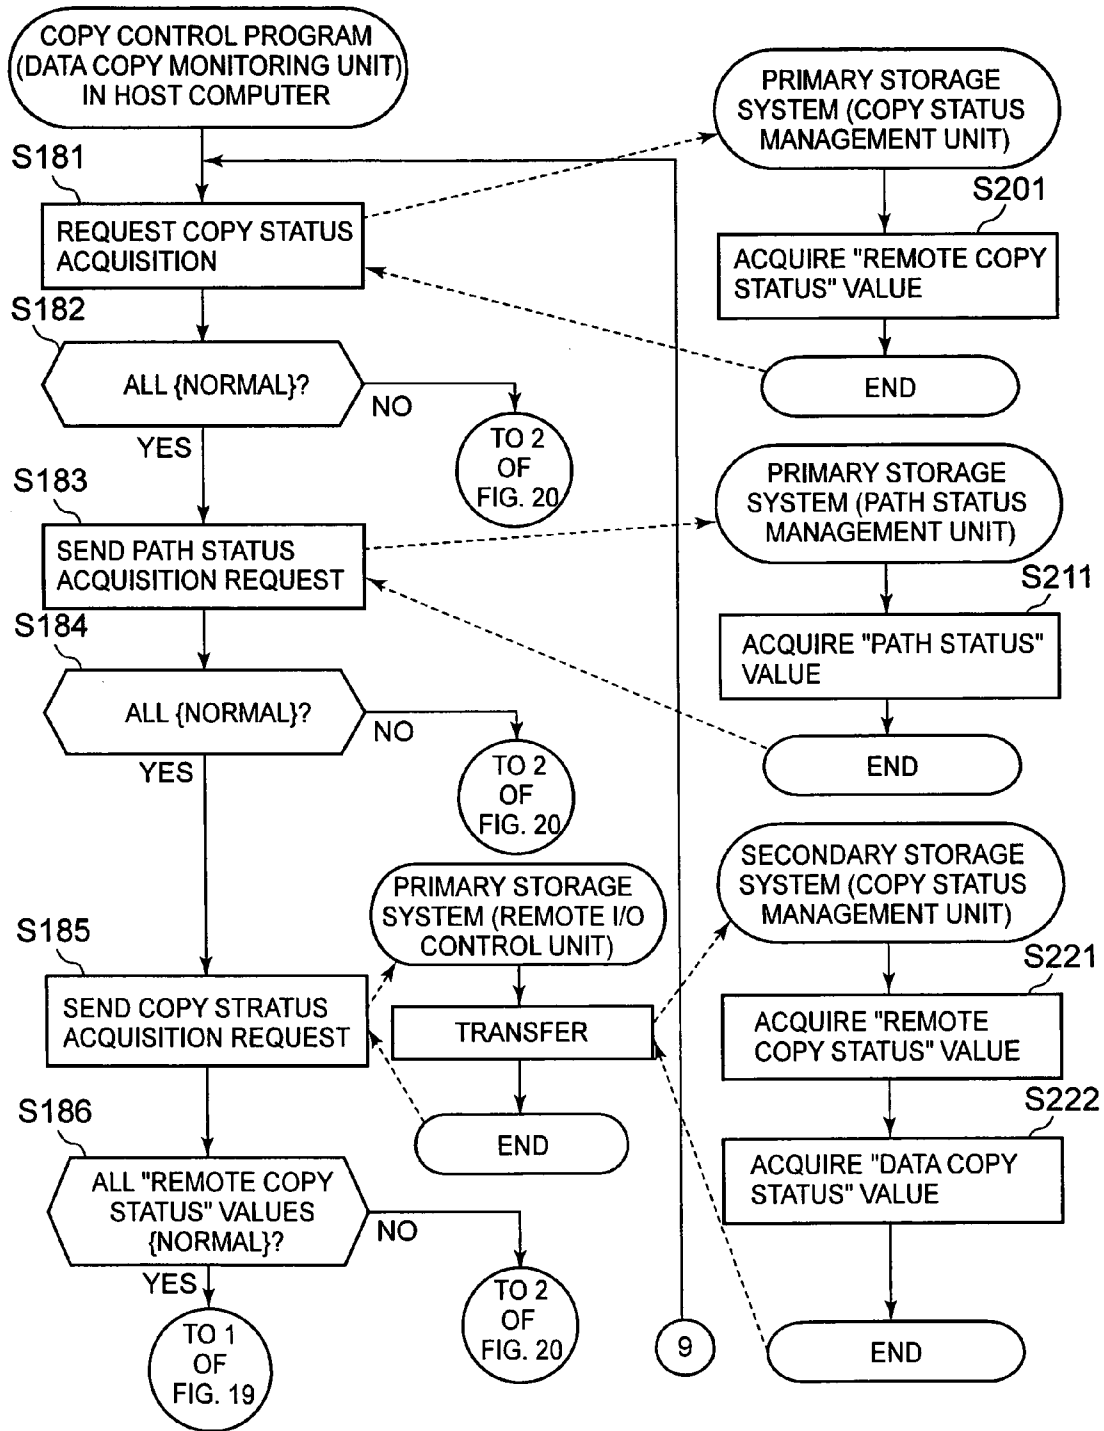 COPY CONTROL PROGRAM
(DATA COPY MONITORING UNIT)
IN HOST COMPUTER
S181
REQUEST COPY STATUS
ACQUISITION
S182
ALL {NORMAL}?
NO
YES
TO 2
OF
FIG. 20
S183
SEND PATH STATUS
ACQUISITION REQUEST
S184
ALL {NORMAL}?
NO
YES
TO 2
OF
FIG. 20
S185
SEND COPY STRATUS
ACQUISITION REQUEST
S186
ALL "REMOTE COPY
STATUS" VALUES
{NORMAL}?
NO
YES
TO 1
OF
FIG. 19
TO 2
OF
FIG. 20
PRIMARY STORAGE
SYSTEM (REMOTE I/O
CONTROL UNIT)
TRANSFER
END
9
PRIMARY STORAGE
SYSTEM (COPY STATUS
MANAGEMENT UNIT)
S201
ACQUIRE "REMOTE COPY
STATUS" VALUE
END
PRIMARY STORAGE
SYSTEM (PATH STATUS
MANAGEMENT UNIT)
S211
ACQUIRE "PATH STATUS"
VALUE
END
SECONDARY STORAGE
SYSTEM (COPY STATUS
MANAGEMENT UNIT)
S221
ACQUIRE "REMOTE
COPY STATUS" VALUE
S222
ACQUIRE "DATA COPY
STATUS" VALUE
END